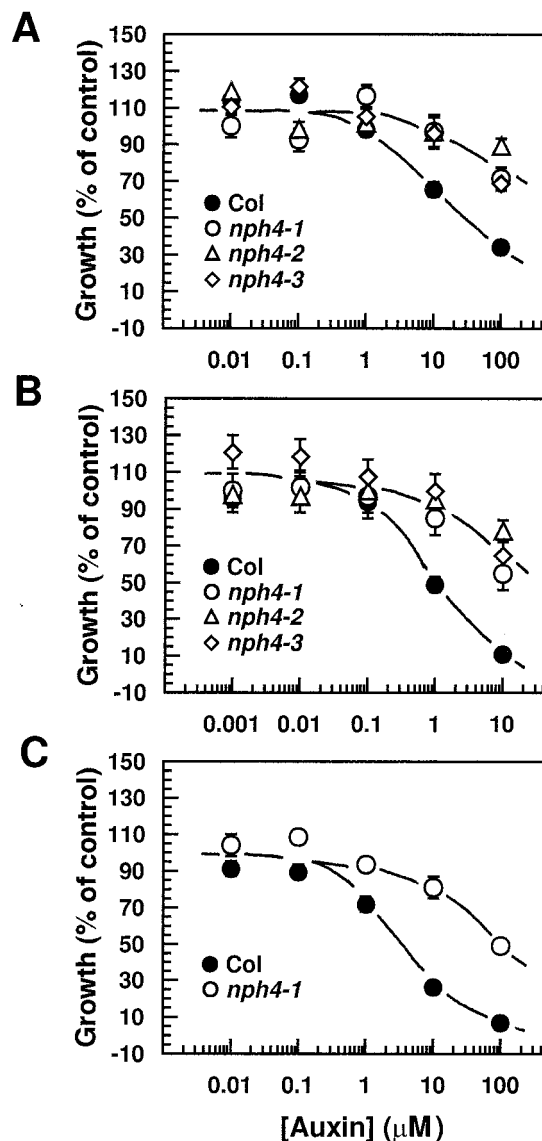 A
Growth (% of control)
150
130
110
90
70
50
30
10
-10
Col
nph4-1
nph4-2
nph4-3
0.01 0.1 1 10 100
B
Growth (% of control)
150
130
110
90
70
50
30
10
-10
Col
nph4-1
nph4-2
nph4-3
0.001 0.01 0.1 1 10
C
Growth (% of control)
150
130
110
90
70
50
30
10
-10
Col
nph4-1
0.01 0.1 1 10 100
[Auxin] (μM)